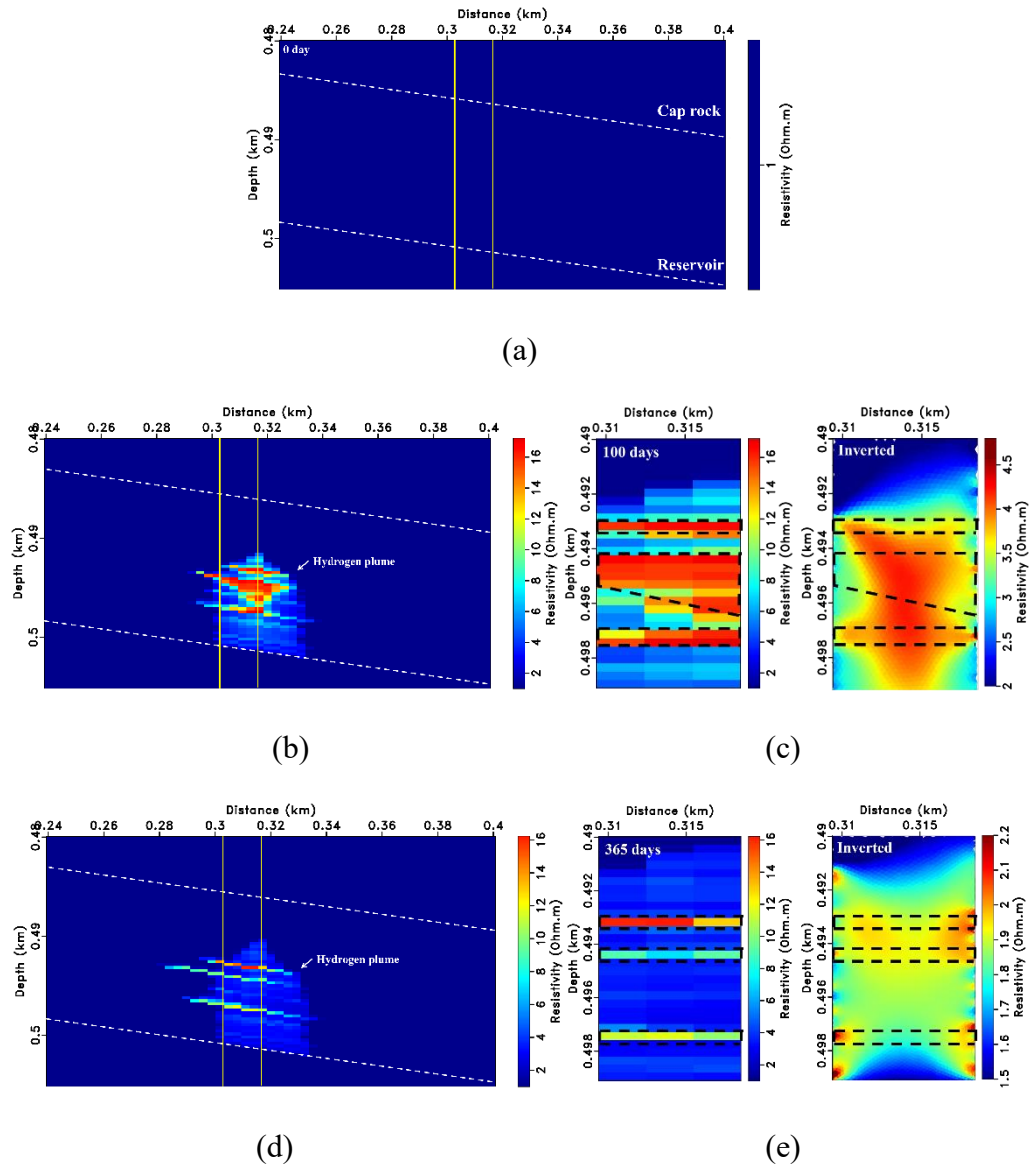 Distance (km)
0.24 0.26 0.28 0.3 0.32 0.34 0.36 0.38 0.4
0 day
Depth (km)
0.48 0.49 0.5
Cap rock
Reservoir
Resistivity (Ohm.m)
1
(a)
Distance (km)
0.24 0.26 0.28 0.3 0.32 0.34 0.36 0.38 0.4
Depth (km)
0.48 0.49 0.5
Hydrogen plume
Resistivity (Ohm.m)
2 4 6 8 10 12 14 16
(b)
Distance (km)
0.31 0.315
100 days
Depth (km)
0.49 0.492 0.494 0.496 0.498
Resistivity (Ohm.m)
2 4 6 8 10 12 14 16
Distance (km)
0.31 0.315
Inverted
Depth (km)
0.49 0.492 0.494 0.496 0.498
Resistivity (Ohm.m)
2 2.5 3 3.5 4 4.5
(c)
Distance (km)
0.24 0.26 0.28 0.3 0.32 0.34 0.36 0.38 0.4
Depth (km)
0.48 0.49 0.5
Hydrogen plume
Resistivity (Ohm.m)
2 4 6 8 10 12 14 16
(d)
Distance (km)
0.31 0.315
365 days
Depth (km)
0.49 0.492 0.494 0.496 0.498
Resistivity (Ohm.m)
2 4 6 8 10 12 14 16
Distance (km)
0.31 0.315
Inverted
Depth (km)
0.49 0.492 0.494 0.496 0.498
Resistivity (Ohm.m)
1.5 1.6 1.7 1.8 1.9 2 2.1 2.2
(e)